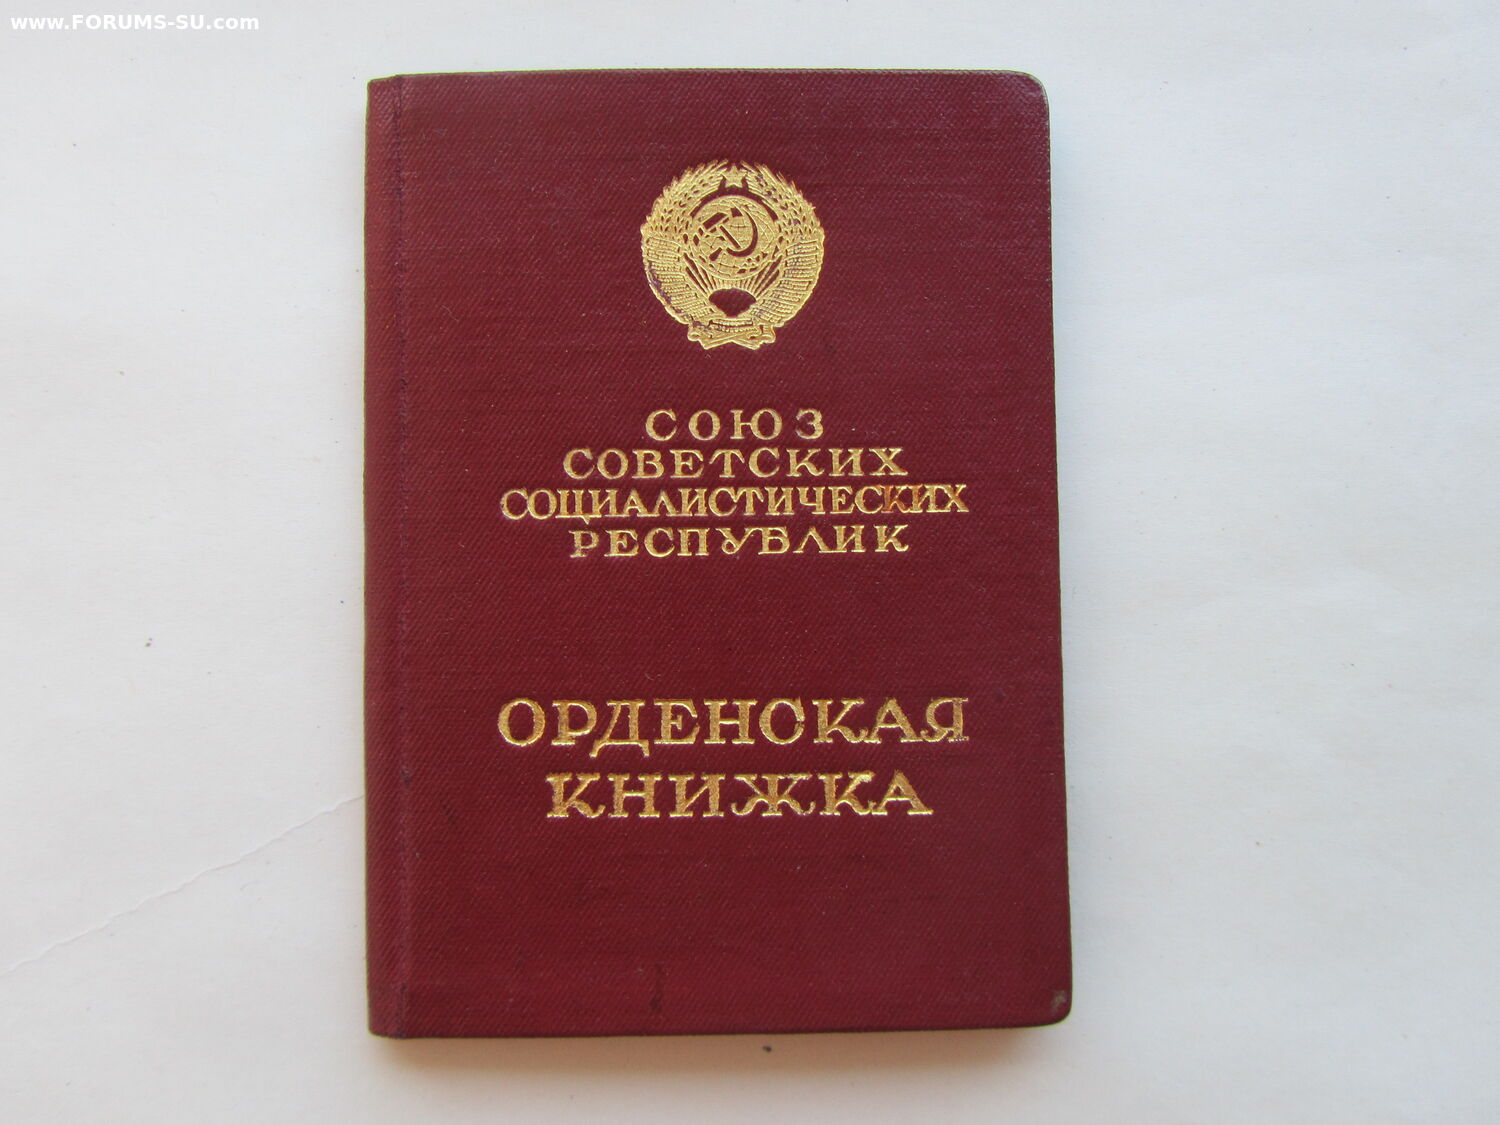 www.FORUMS-SU.com
СОЮЗ
СОВЕТСКИХ
СОЦИАЛИСТИЧЕСКИХ
РЕСПУБЛИК
ОРДЕНСКАЯ
КНИЖКА